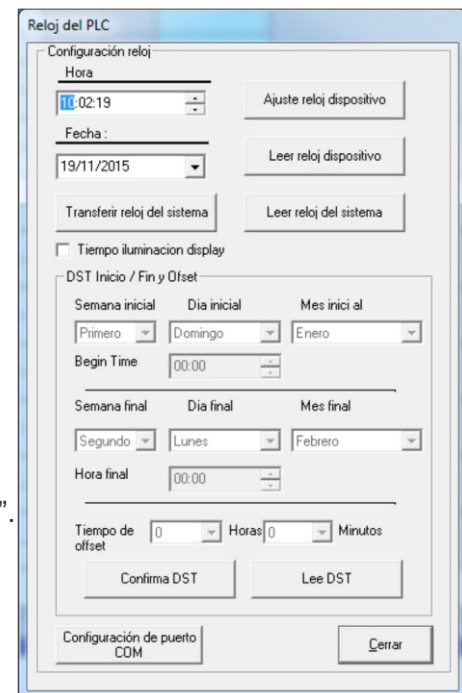 Reloj del PLC
Configuración reloj
Hora
10:02:19
Ajuste reloj dispositivo
Fecha :
19/11/2015
Leer reloj dispositivo
Transferir reloj del sistema
Leer reloj del sistema
Tiempo iluminacion display
DST Inicio / Fin y Ofset
Semana inicial Dia inicial Mes inici al
Primero Domingo Enero
Begin Time 00:00
Semana final Dia final Mes final
Segundo Lunes Febrero
Hora final 00:00
”.
Tiempo de 0 Horas 0 Minutos
offset
Confirma DST Lee DST
Configuración de puerto
COM
Cerrar